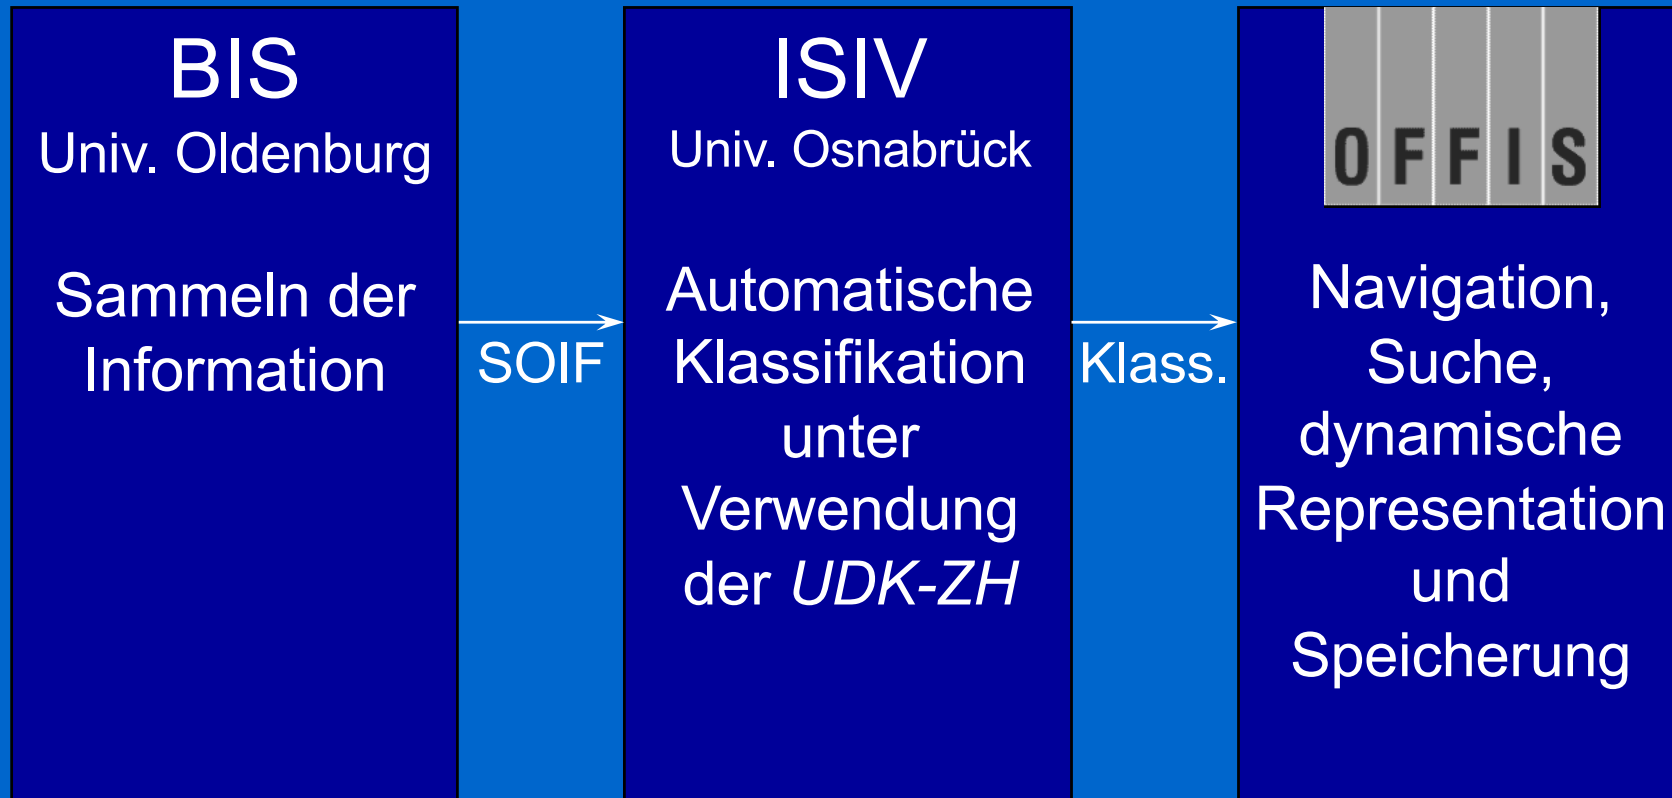 BIS
Univ. Oldenburg
Sammeln der
Information
SOIF
ISIV
Univ. Osnabrück
Automatische
Klassifikation
unter
Verwendung
der UDK-ZH
Klass.
OFFIS
Navigation,
Suche,
dynamische
Representation
und
Speicherung